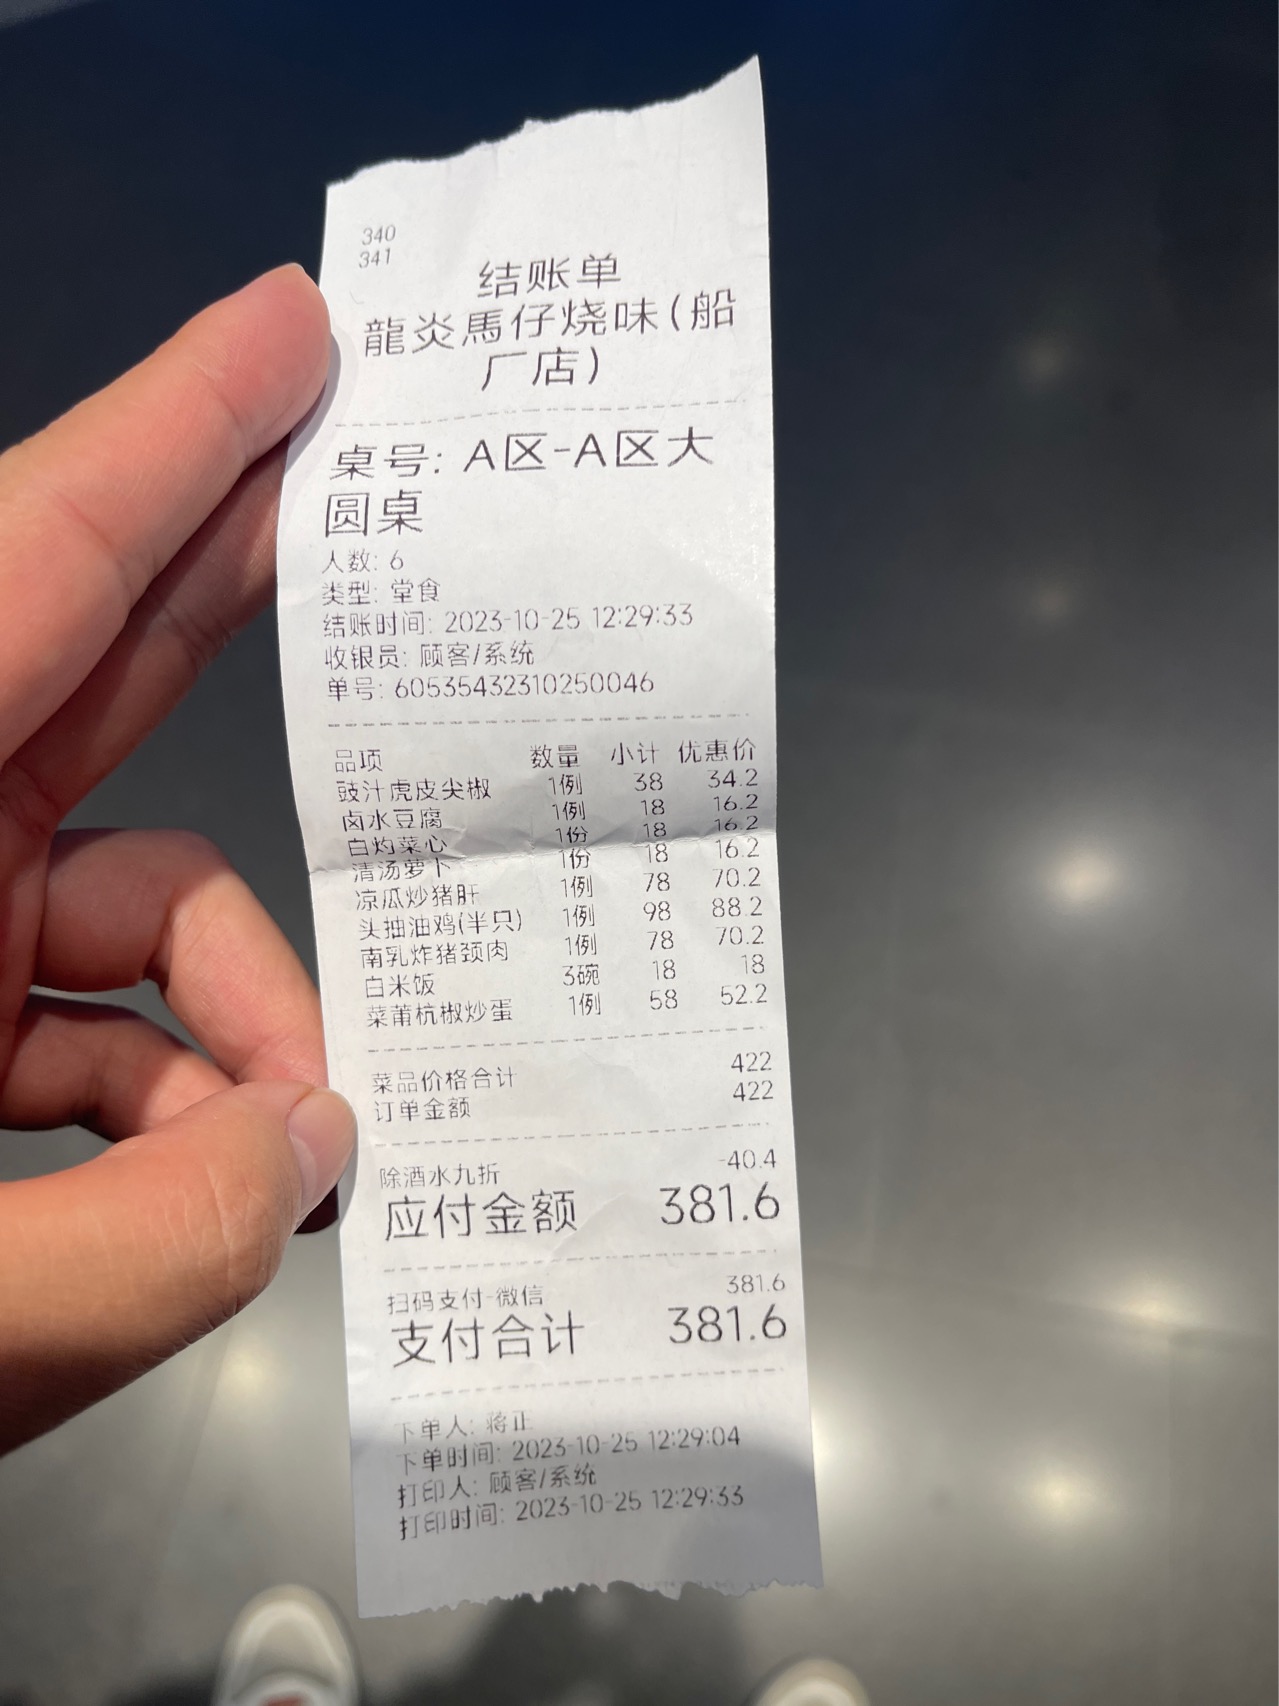 340
341
结账单
龍炎馬仔烧味(船
厂店)
桌号: A区-A区大
圆桌
人数: 6
类型: 堂食
结账时间: 2023-10-25 12:29:33
收银员: 顾客/系统
单号: 605354432310250046
品项 数量 小计 优惠价
豉汁虎皮尖椒 1例 38 34.2
卤水豆腐 1例 18 16.2
白灼菜心 1份 18 16.2
清汤萝卜 1份 18 16.2
凉瓜炒猪肝 1例 78 70.2
头抽油鸡(半只) 1例 98 88.2
南乳炸猪颈肉 1例 78 70.2
白米饭 3碗 18 18
菜莆杭椒炒蛋 1例 58 52.2
菜品价格合计 422
订单金额 422
除酒水九折 -40.4
应付金额 381.6
扫码支付-微信 381.6
支付合计 381.6
下单人: 蒋正
下单时间: 2023-10-25 12:29:04
打印人: 顾客/系统
打印时间: 2023-10-25 12:29:33